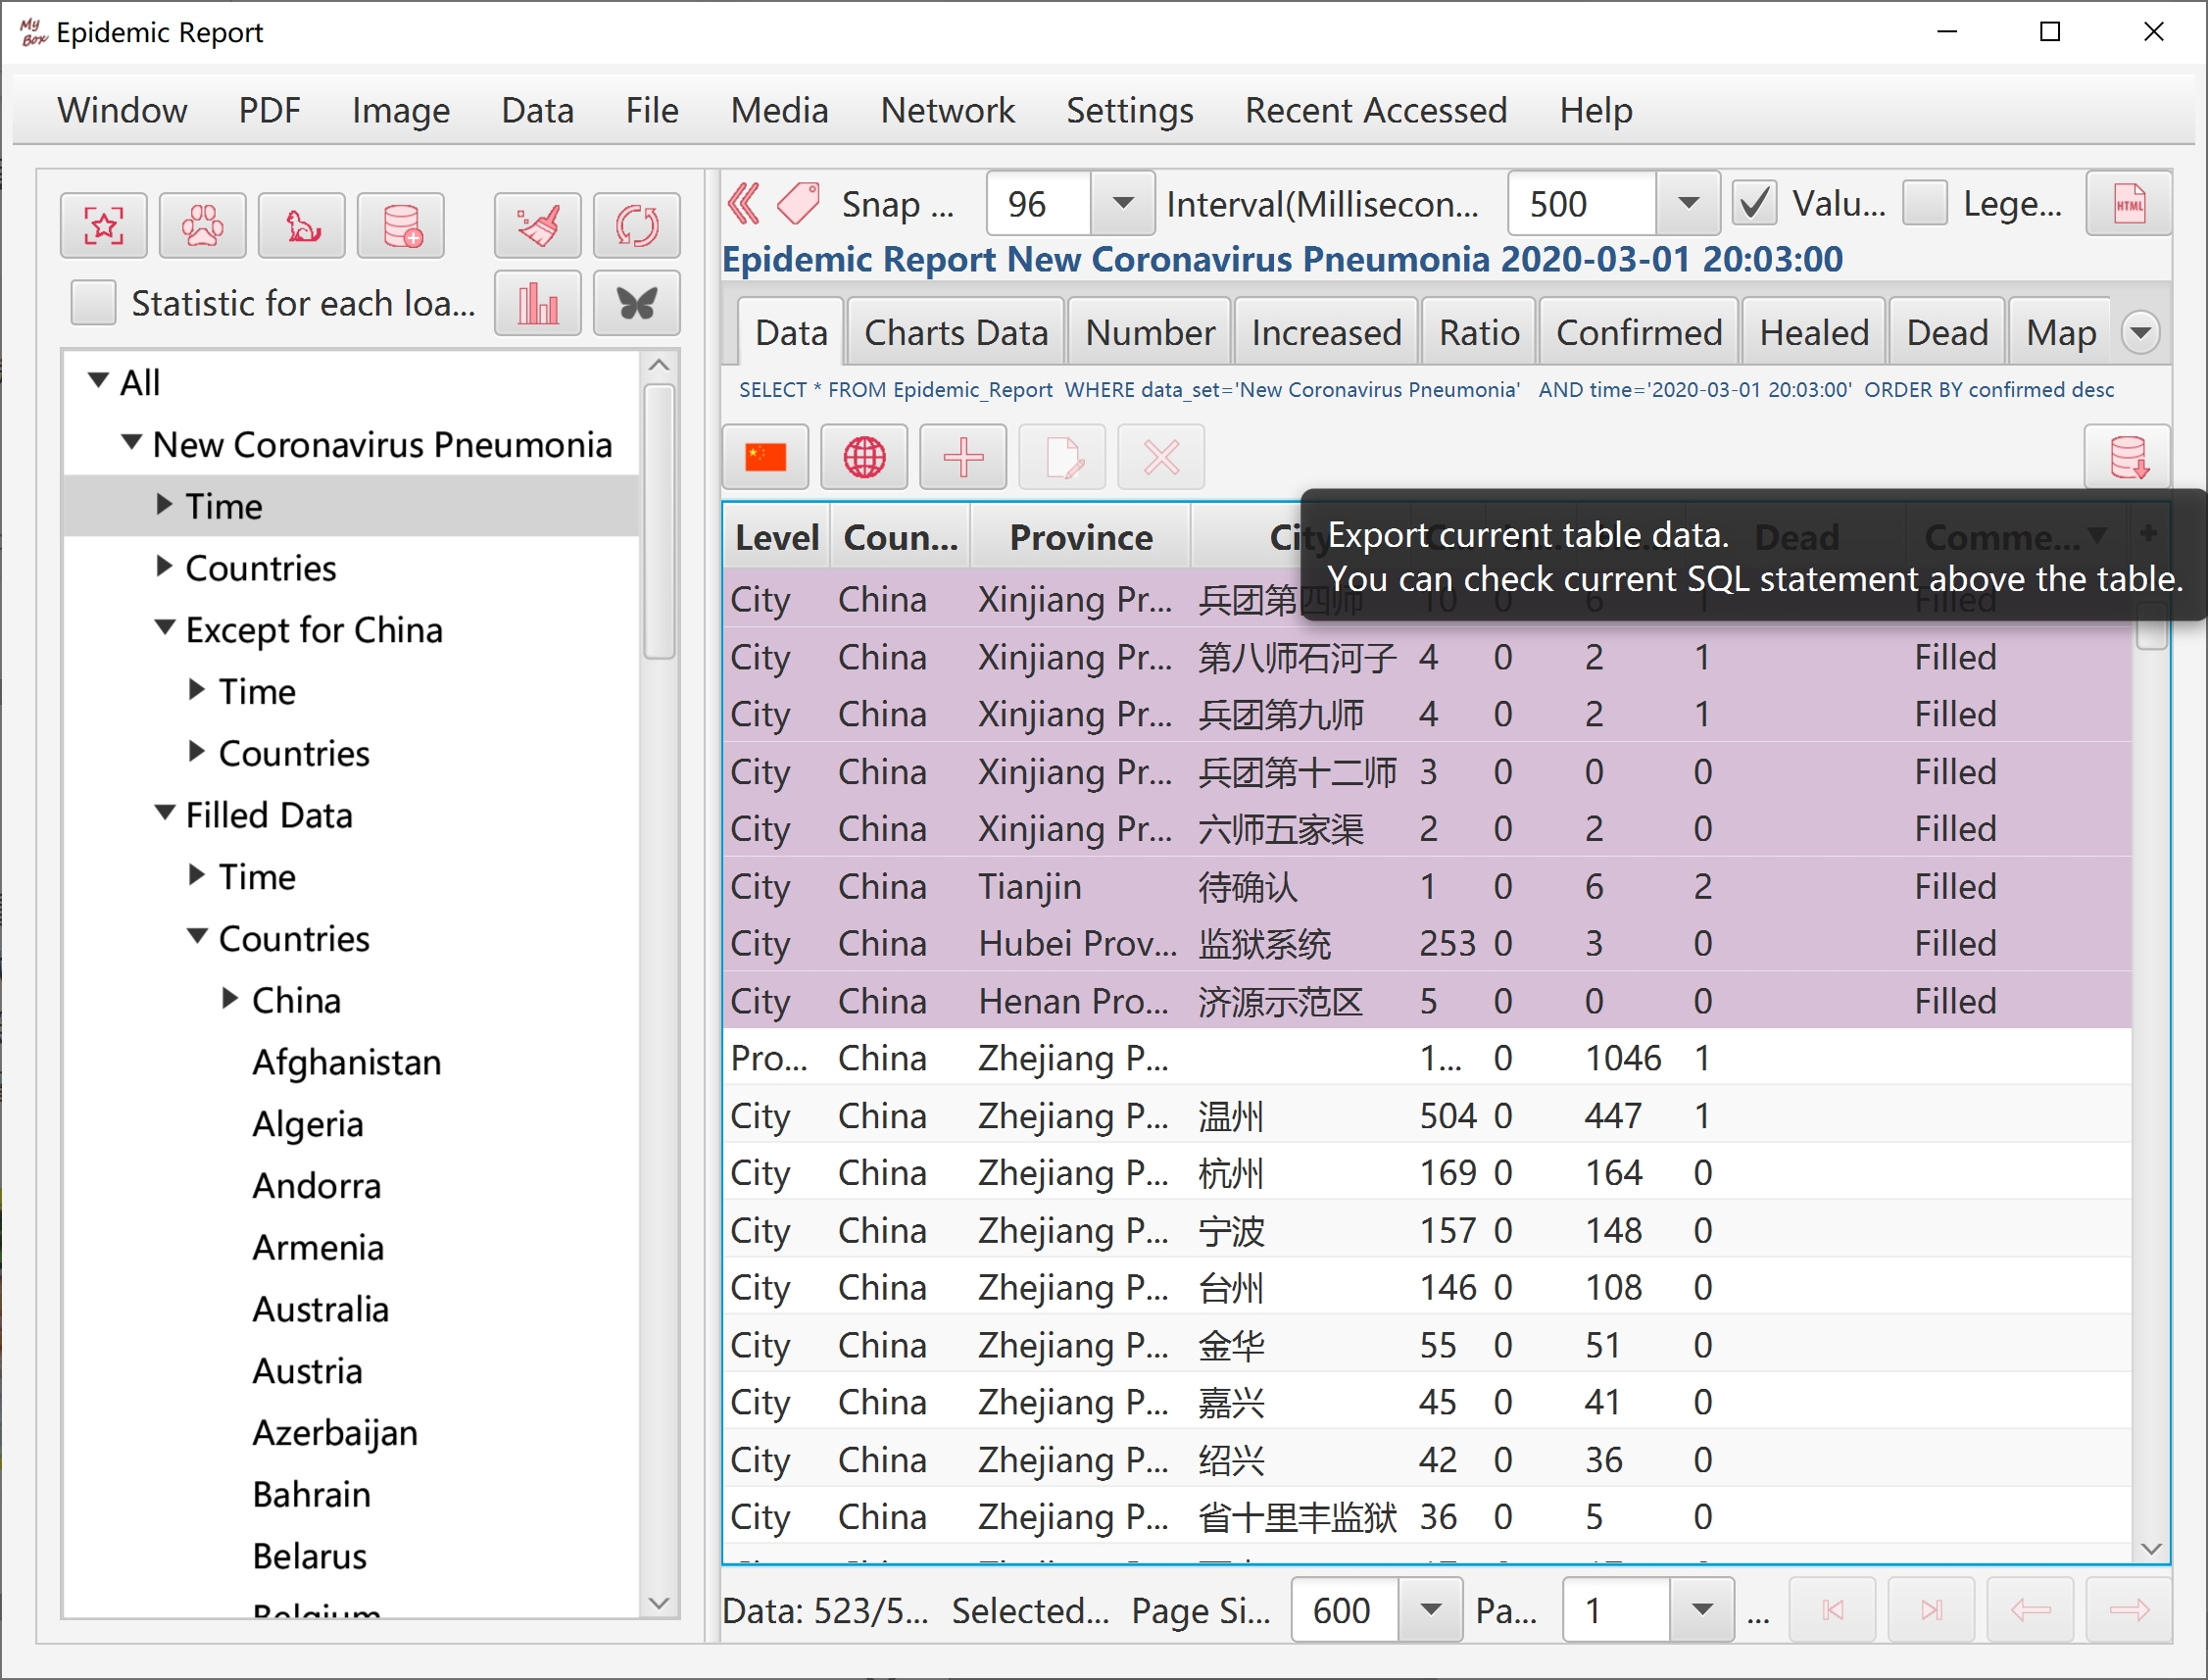 My Box Epidemic Report
Window PDF Image Data File Media Network Settings Recent Accessed Help
Snap ... 96 Interval(Millisecon... 500 Valu... Lege... HTML
Statistic for each loa...
Epidemic Report New Coronavirus Pneumonia 2020-03-01 20:03:00
Data Charts Data Number Increased Ratio Confirmed Healed Dead Map
SELECT * FROM Epidemic_Report WHERE data_set='New Coronavirus Pneumonia' AND time='2020-03-01 20:03:00' ORDER BY confirmed desc
All
New Coronavirus Pneumonia
Time
Countries
Except for China
Time
Countries
Filled Data
Time
Countries
China
Afghanistan
Algeria
Andorra
Armenia
Australia
Austria
Azerbaijan
Bahrain
Belarus
Belgium
Level Coun... Province City Dead Comme...
Export current table data.
You can check current SQL statement above the table.
City China Xinjiang Pr... 兵团第四师 10 0 6 1 Filled
City China Xinjiang Pr... 第八师石河子 4 0 2 1 Filled
City China Xinjiang Pr... 兵团第九师 4 0 2 1 Filled
City China Xinjiang Pr... 兵团第十二师 3 0 0 0 Filled
City China Xinjiang Pr... 六师五家渠 2 0 2 0 Filled
City China Tianjin 待确认 1 0 6 2 Filled
City China Hubei Prov... 监狱系统 253 0 3 0 Filled
City China Henan Pro... 济源示范区 5 0 0 0 Filled
Pro... China Zhejiang P... 1... 0 1046 1
City China Zhejiang P... 温州 504 0 447 1
City China Zhejiang P... 杭州 169 0 164 0
City China Zhejiang P... 宁波 157 0 148 0
City China Zhejiang P... 台州 146 0 108 0
City China Zhejiang P... 金华 55 0 51 0
City China Zhejiang P... 嘉兴 45 0 41 0
City China Zhejiang P... 绍兴 42 0 36 0
City China Zhejiang P... 省十里丰监狱 36 0 5 0
Data: 523/5... Selected... Page Si... 600 Pa... 1 ...